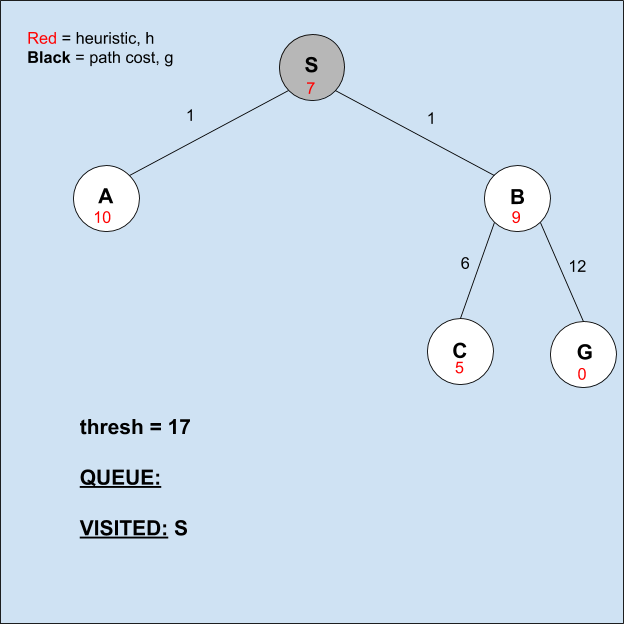 Red = heuristic, h
Black = path cost, g
S
7
1
1
A
10
B
9
6
12
C
5
G
0
thresh = 17
QUEUE:
VISITED: S